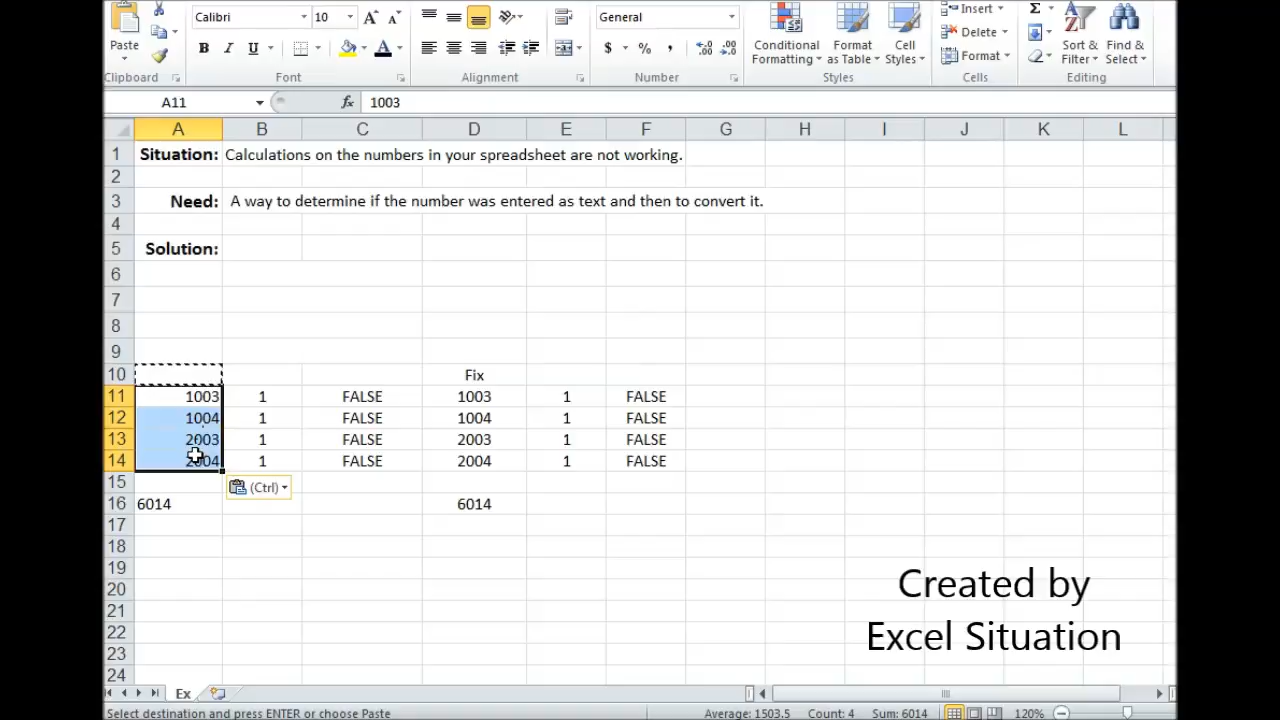 Calibri 10 General Insert
Paste Delete
B I U $ % , Conditional Format Cell Format Sort & Find &
Formatting as Table Styles Filter Select
Clipboard Font Alignment Number Styles Cells Editing
A11 fx 1003
A B C D E F G H I J K L
1 Situation: Calculations on the numbers in your spreadsheet are not working.
2
3 Need: A way to determine if the number was entered as text and then to convert it.
4
5 Solution:
6
7
8
9
10 Fix
11 1003 1 FALSE 1003 1 FALSE
12 1004 1 FALSE 1004 1 FALSE
13 2003 1 FALSE 2003 1 FALSE
14 2004 1 FALSE 2004 1 FALSE
15
(Ctrl)
16 6014 6014
17
18
19
20
21
22
23
24
Created by
Excel Situation
Ex
Select destination and press ENTER or choose Paste Average: 1503.5 Count: 4 Sum: 6014 120%